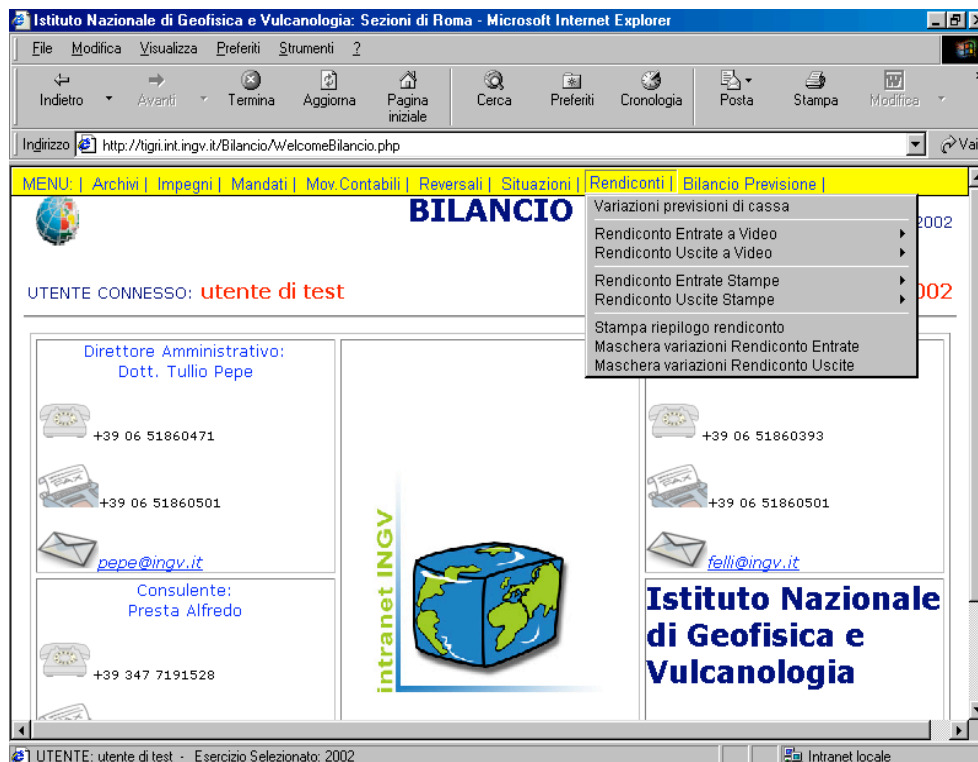 Istituto Nazionale di Geofisica e Vulcanologia: Sezioni di Roma - Microsoft Internet Explorer
File Modifica Visualizza Preferiti Strumenti ?
Indietro Avanti Termina Aggiorna Pagina iniziale Cerca Preferiti Cronologia Posta Stampa Modifica
Indirizzo http://tigri.int.ingv.it/Bilancio/WelcomeBilancio.php Vai
MENU: | Archivi | Impegni | Mandati | Mov.Contabili | Reversali | Situazioni | Rendiconti | Bilancio Previsione |
Variazioni previsioni di cassa
Rendiconto Entrate a Video
Rendiconto Uscite a Video
Rendiconto Entrate Stampe
Rendiconto Uscite Stampe
Stampa riepilogo rendiconto
Maschera variazioni Rendiconto Entrate
Maschera variazioni Rendiconto Uscite
BILANCIO
2002
UTENTE CONNESSO: utente di test
002
Direttore Amministrativo:
Dott. Tullio Pepe
+39 06 51860471
FAX
+39 06 51860501
pepe@ingv.it
Consulente:
Presta Alfredo
+39 347 7191528
intranet INGV
+39 06 51860393
FAX
+39 06 51860501
felli@ingv.it
Istituto Nazionale
di Geofisica e
Vulcanologia
UTENTE: utente di test - Esercizio Selezionato: 2002
Intranet locale